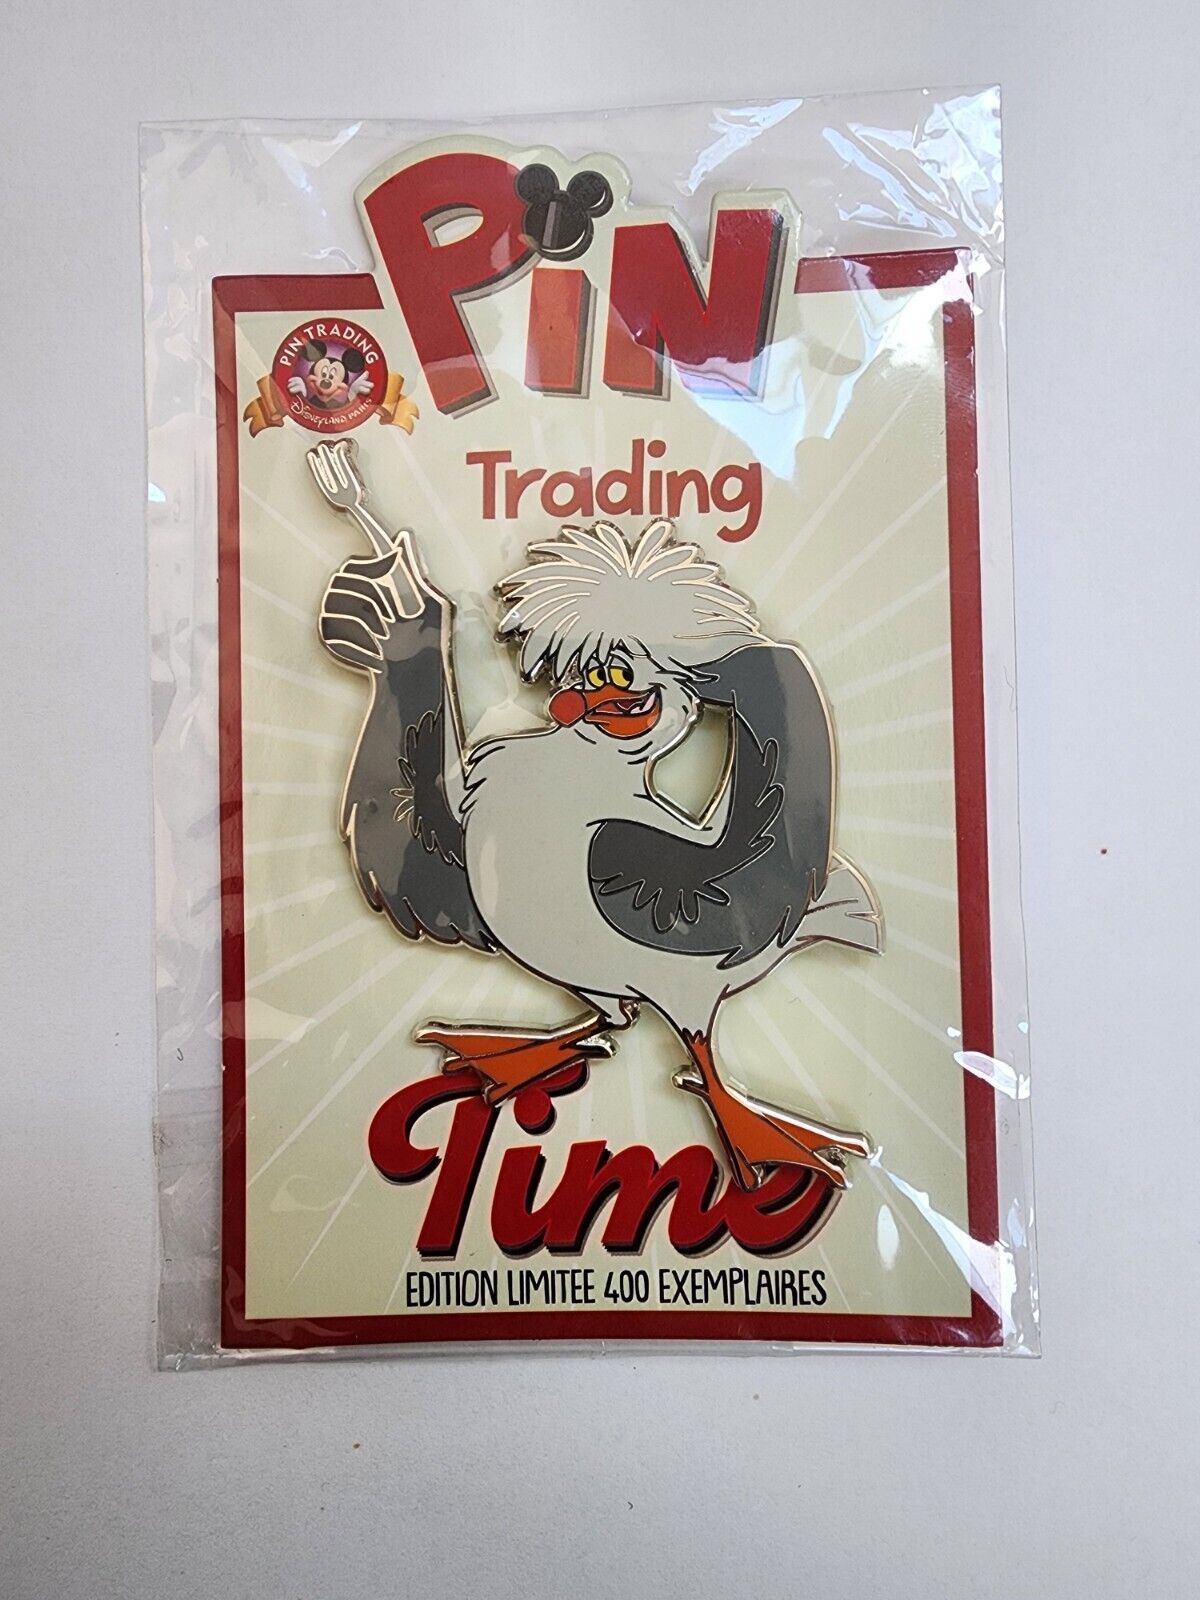 PiN
PIN TRADING
DISNEYLAND PARIS
Trading
Time
EDITION LIMITEE 400 EXEMPLAIRES